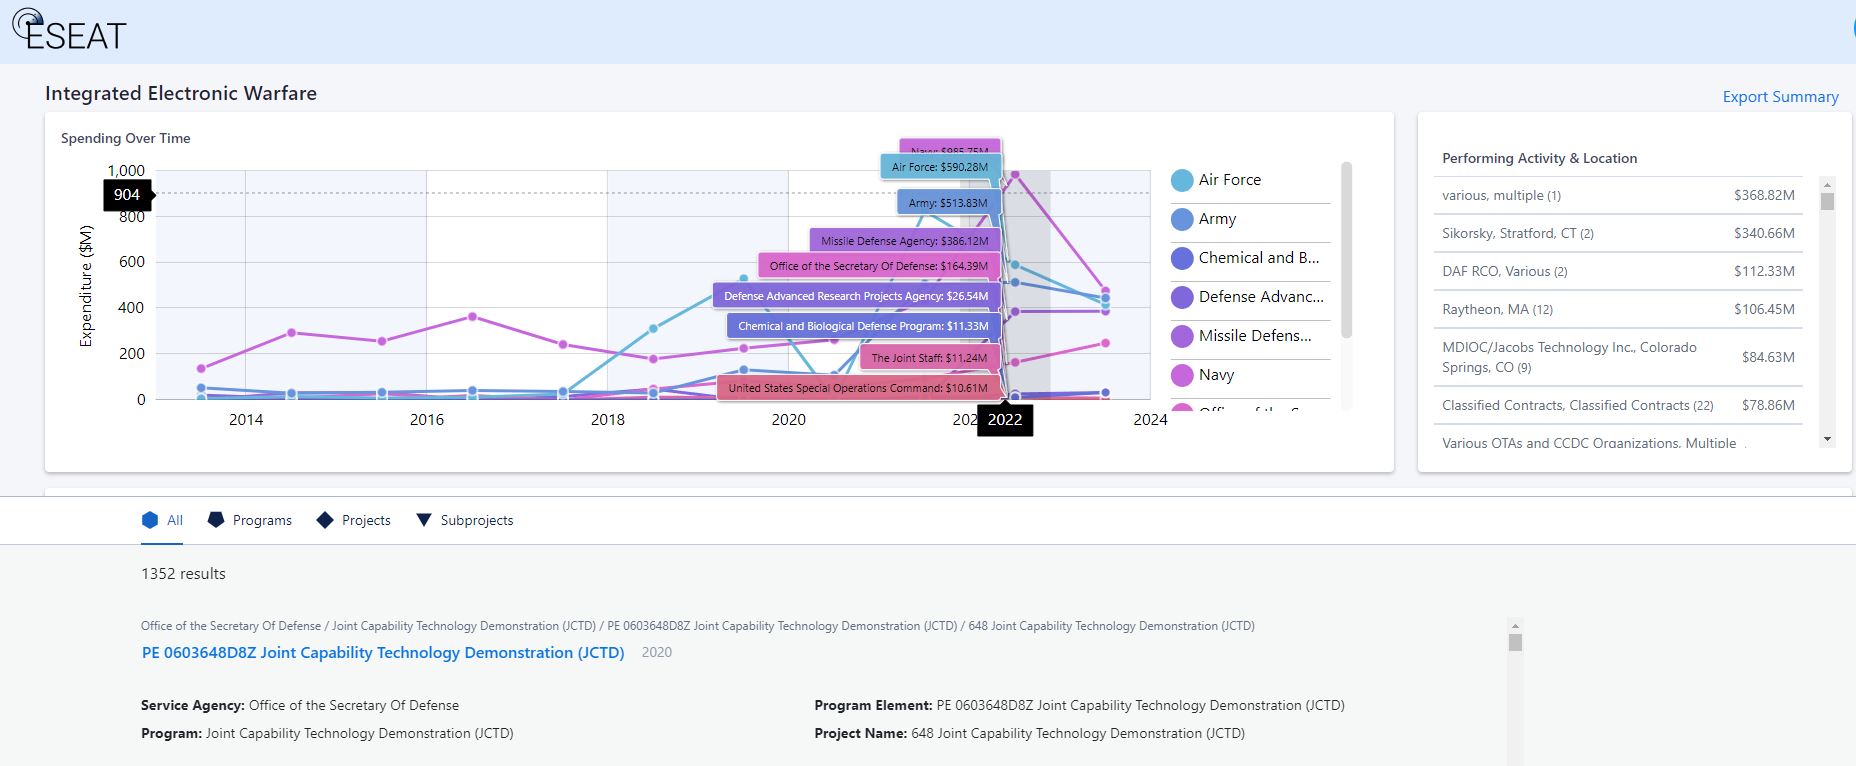 ESEAT
Integrated Electronic Warfare
Export Summary
Spending Over Time
Expenditure ($M)
1,000
904
800
600
400
200
0
2014
2016
2018
2020
2022
2024
Navy: $985.75M
Air Force: $590.28M
Army: $513.83M
Missile Defense Agency: $386.12M
Office of the Secretary Of Defense: $164.39M
Defense Advanced Research Projects Agency: $26.54M
Chemical and Biological Defense Program: $11.33M
The Joint Staff: $11.24M
United States Special Operations Command: $10.61M
Air Force
Army
Chemical and B...
Defense Advanc...
Missile Defens...
Navy
Performing Activity & Location
various, multiple (1) $368.82M
Sikorsky, Stratford, CT (2) $340.66M
DAF RCO, Various (2) $112.33M
Raytheon, MA (12) $106.45M
MDIOC/Jacobs Technology Inc., Colorado
Springs, CO (9) $84.63M
Classified Contracts, Classified Contracts (22) $78.86M
Various OTAs and CCDC Organizations, Multiple
All Programs Projects Subprojects
1352 results
Office of the Secretary Of Defense / Joint Capability Technology Demonstration (JCTD) / PE 0603648D8Z Joint Capability Technology Demonstration (JCTD) / 648 Joint Capability Technology Demonstration (JCTD)
PE 0603648D8Z Joint Capability Technology Demonstration (JCTD) 2020
Service Agency: Office of the Secretary Of Defense
Program Element: PE 0603648D8Z Joint Capability Technology Demonstration (JCTD)
Program: Joint Capability Technology Demonstration (JCTD)
Project Name: 648 Joint Capability Technology Demonstration (JCTD)